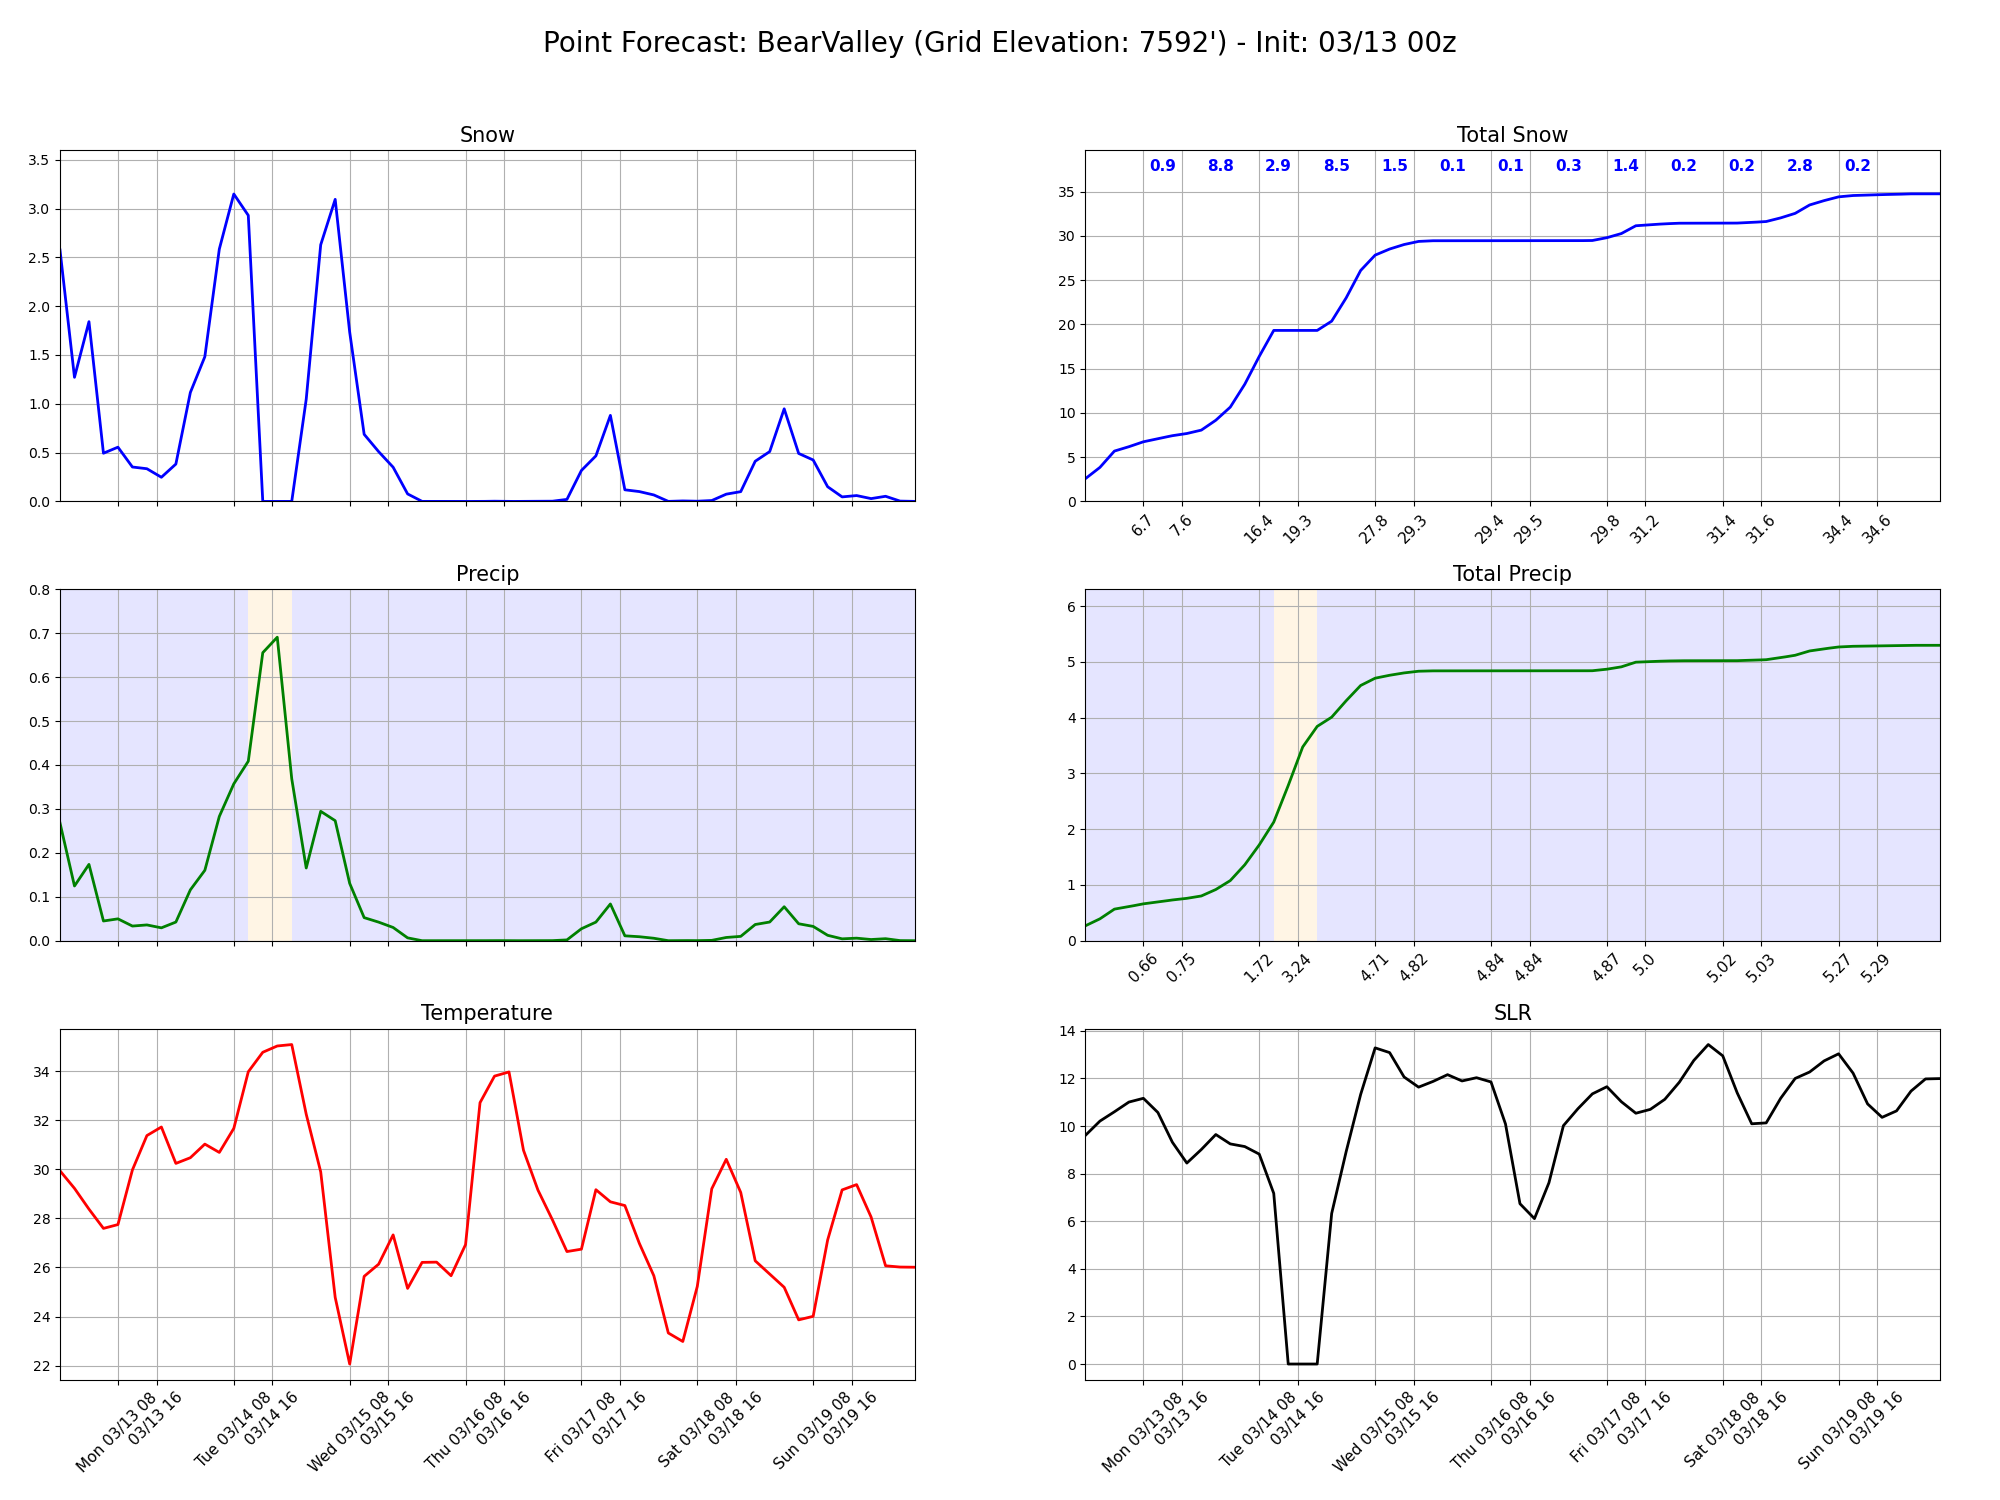 Point Forecast: BearValley (Grid Elevation: 7592') - Init: 03/13 00z
Snow
3.5
3.0
2.5
2.0
1.5
1.0
0.5
0.0
Total Snow
0.9 8.8 2.9 8.5 1.5 0.1 0.1 0.3 1.4 0.2 0.2 2.8 0.2
35
30
25
20
15
10
5
0
6.7 7.6 16.4 19.3 27.8 29.3 29.4 29.5 29.8 31.2 31.4 31.6 34.4 34.6
Precip
0.8
0.7
0.6
0.5
0.4
0.3
0.2
0.1
0.0
Total Precip
6
5
4
3
2
1
0
0.66 0.75 1.72 3.24 4.71 4.82 4.84 4.84 4.87 5.0 5.02 5.03 5.27 5.29
Temperature
34
32
30
28
26
24
22
Mon 03/13 08
03/13 16
Tue 03/14 08
03/14 16
Wed 03/15 08
03/15 16
Thu 03/16 08
03/16 16
Fri 03/17 08
03/17 16
Sat 03/18 08
03/18 16
Sun 03/19 08
03/19 16
SLR
14
12
10
8
6
4
2
0
Mon 03/13 08
03/13 16
Tue 03/14 08
03/14 16
Wed 03/15 08
03/15 16
Thu 03/16 08
03/16 16
Fri 03/17 08
03/17 16
Sat 03/18 08
03/18 16
Sun 03/19 08
03/19 16